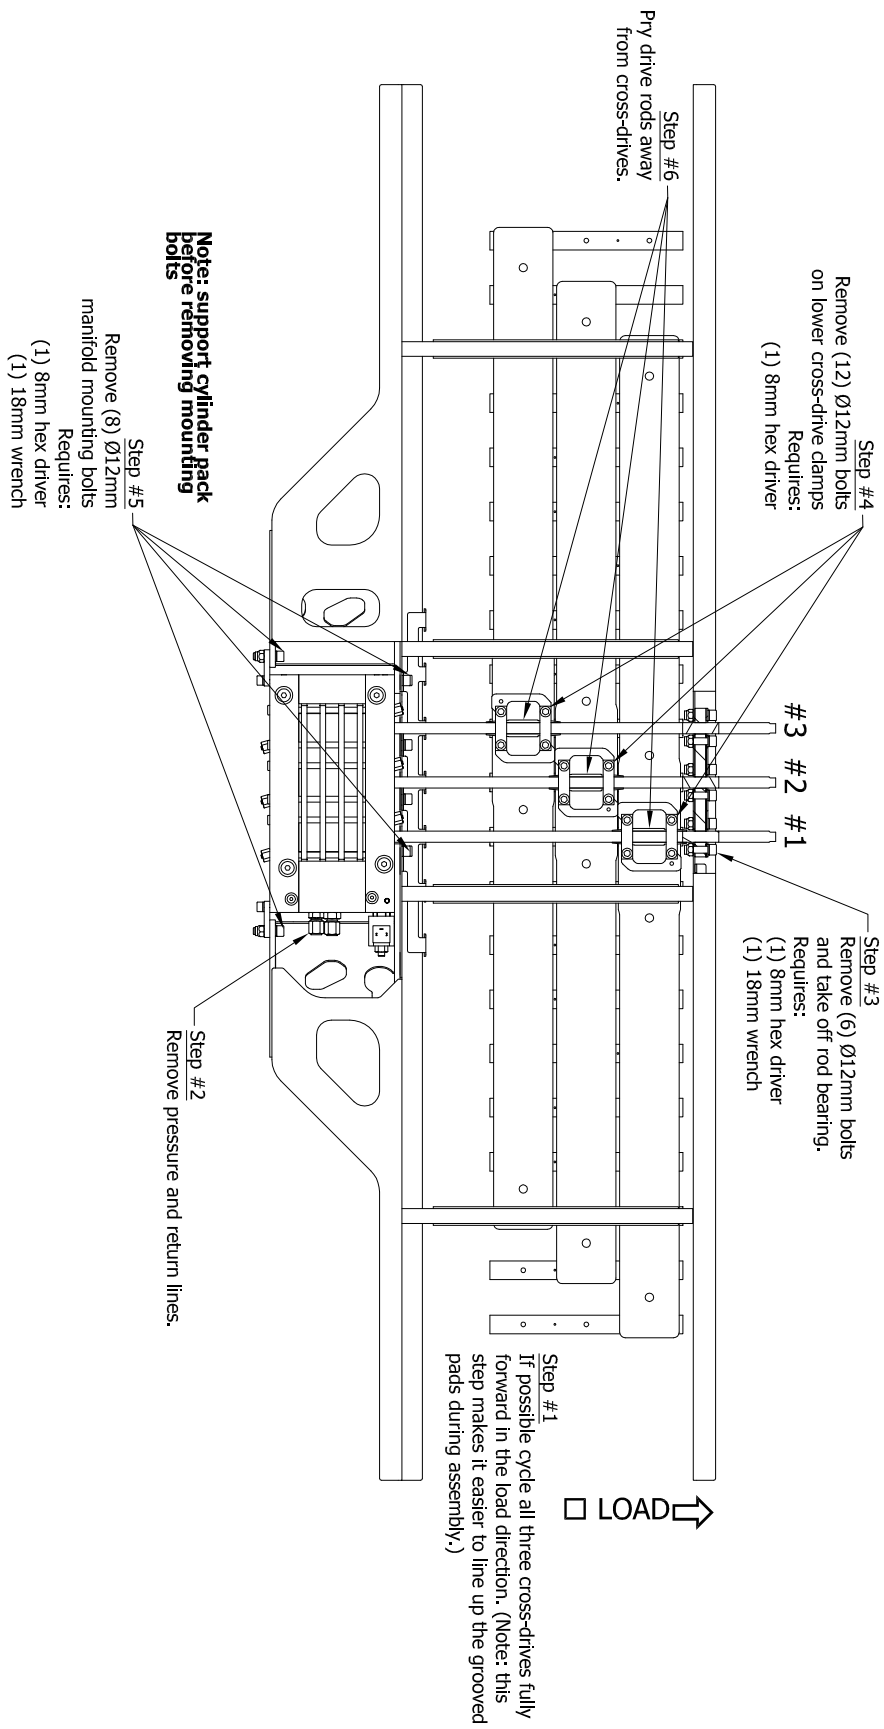 Step #1
If possible cycle all three cross-drives fully
forward in the load direction. (Note: this
step makes it easier to line up the grooved
pads during assembly.)
LOAD
Step #2
Remove pressure and return lines.
Step #3
Remove (6) Ø12mm bolts
and take off rod bearing.
Requires:
(1) 8mm hex driver
(1) 18mm wrench
#3
#2
#1
Step #4
Remove (12) Ø12mm bolts
on lower cross-drive clamps
Requires:
(1) 8mm hex driver
Step #5
Remove (8) Ø12mm
manifold mounting bolts
Requires:
(1) 8mm hex driver
(1) 18mm wrench
Note: support cylinder pack
before removing mounting
bolts
Step #6
Pry drive rods away
from cross-drives.